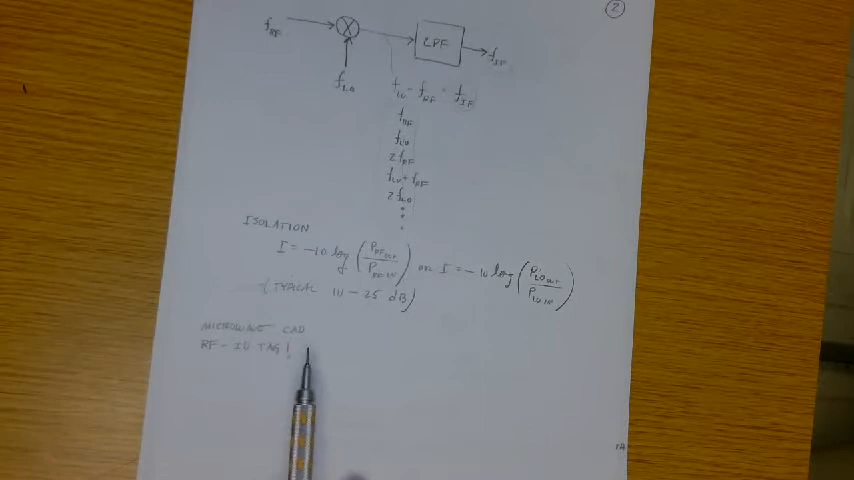 2
f_RF
LPF
f_IF
f_LO
f_LO - f_RF = f_IF
f_RF
f_LO
2f_RF
f_LO + f_RF
2f_LO
ISOLATION
I = -10 log (P_RF OUT / P_RF IN) OR I = -10 log (P_LO OUT / P_LO IN)
(TYPICAL 10 - 25 dB)
MICROWAVE CAD
RF - ID TAG!